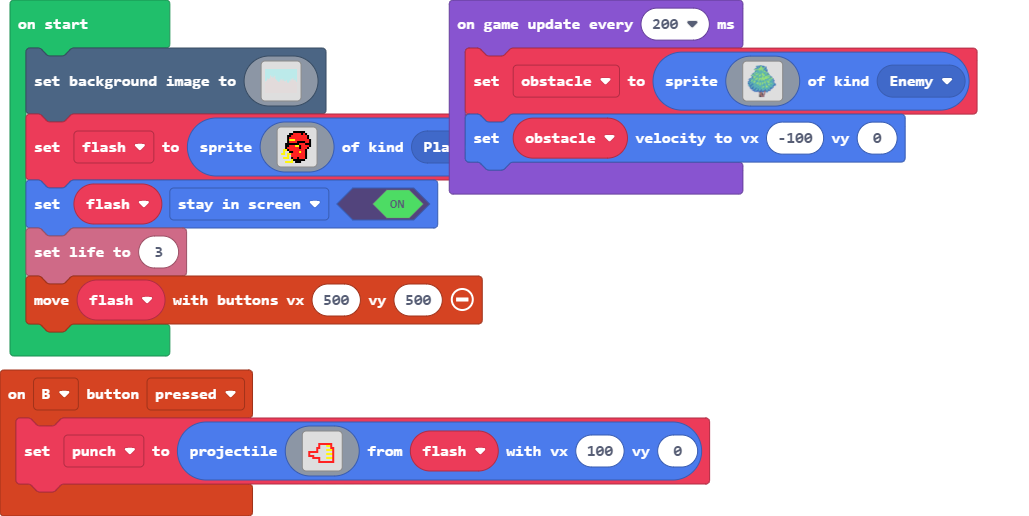 on start
set background image to
set flash to sprite of kind Pla
set flash stay in screen ON
set life to 3
move flash with buttons vx 500 vy 500
on game update every 200 ms
set obstacle to sprite of kind Enemy
set obstacle velocity to vx -100 vy 0
on B button pressed
set punch to projectile from flash with vx 100 vy 0